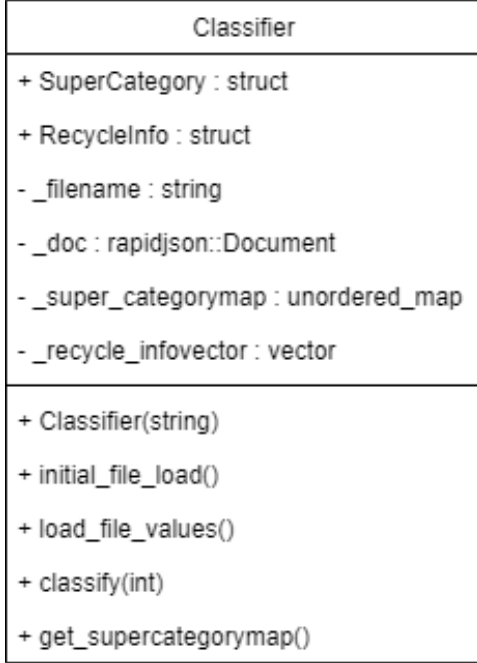 Classifier
+ SuperCategory : struct
+ RecycleInfo : struct
- _filename : string
- _doc : rapidjson::Document
- _super_categorymap : unordered_map
- _recycle_infovector : vector
+ Classifier(string)
+ initial_file_load()
+ load_file_values()
+ classify(int)
+ get_supercategorymap()